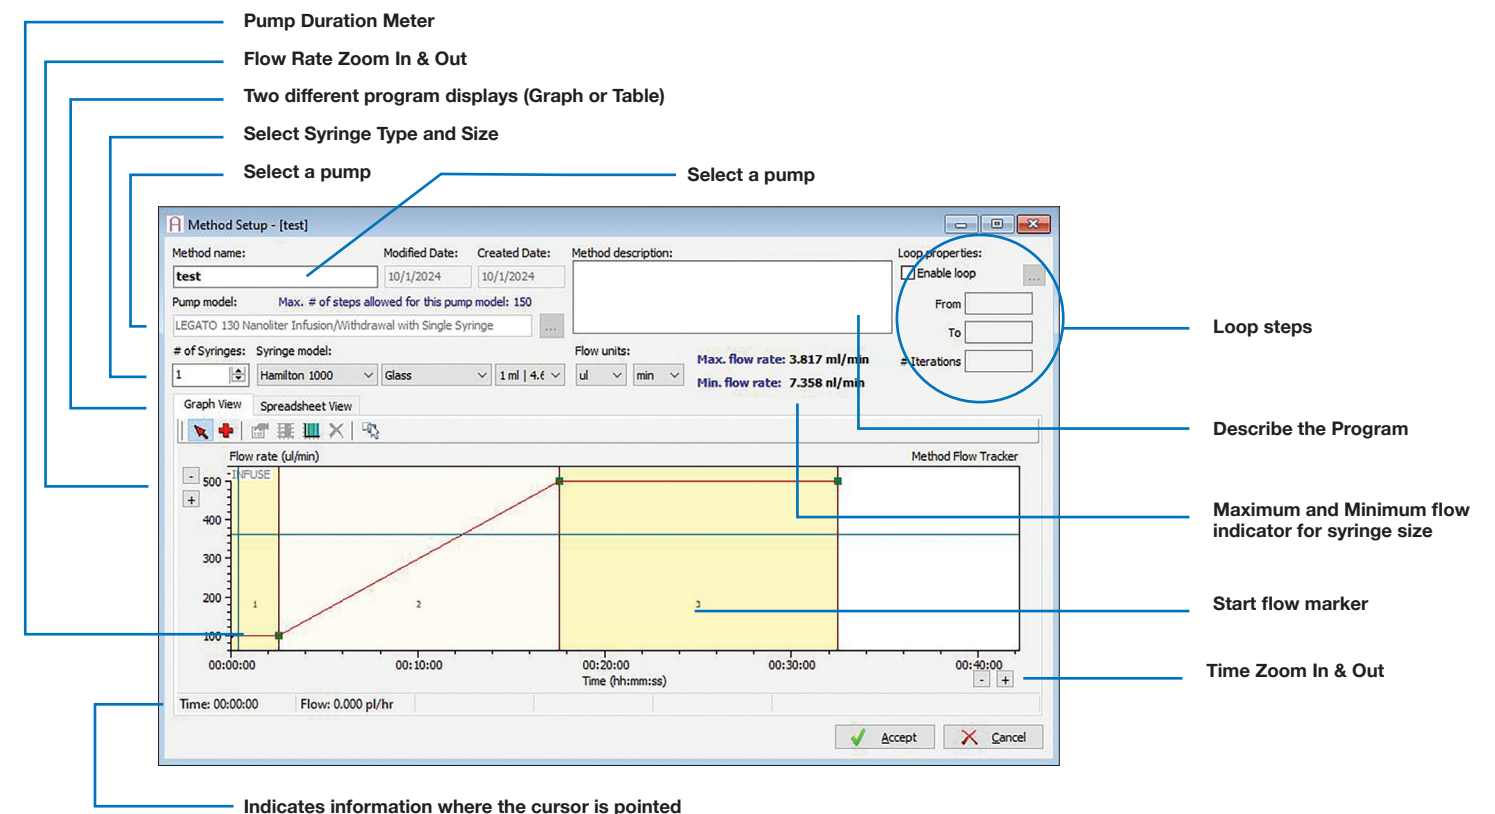 Pump Duration Meter
Flow Rate Zoom In & Out
Two different program displays (Graph or Table)
Select Syringe Type and Size
Select a pump
Select a pump
Method Setup - [test]
Method name:
Modified Date:
Created Date:
Method description:
Loop properties:
test
10/1/2024
10/1/2024
Enable loop
...
Pump model:
Max. # of steps allowed for this pump model: 150
From
LEGATO 130 Nanoliter Infusion/Withdrawal with Single Syringe
...
To
Loop steps
# of Syringes:
Syringe model:
Flow units:
Max. flow rate: 3.817 ml/min
# Iterations
1
Hamilton 1000
Glass
1 ml | 4.6
ul
min
Min. flow rate: 7.358 nl/min
Graph View
Spreadsheet View
Describe the Program
Flow rate (ul/min)
Method Flow Tracker
-
+
INFUSE
500
400
300
200
100
1
2
3
Maximum and Minimum flow
indicator for syringe size
Start flow marker
00:00:00
00:10:00
00:20:00
00:30:00
00:40:00
Time (hh:mm:ss)
-
+
Time Zoom In & Out
Time: 00:00:00
Flow: 0.000 pl/hr
Accept
Cancel
Indicates information where the cursor is pointed